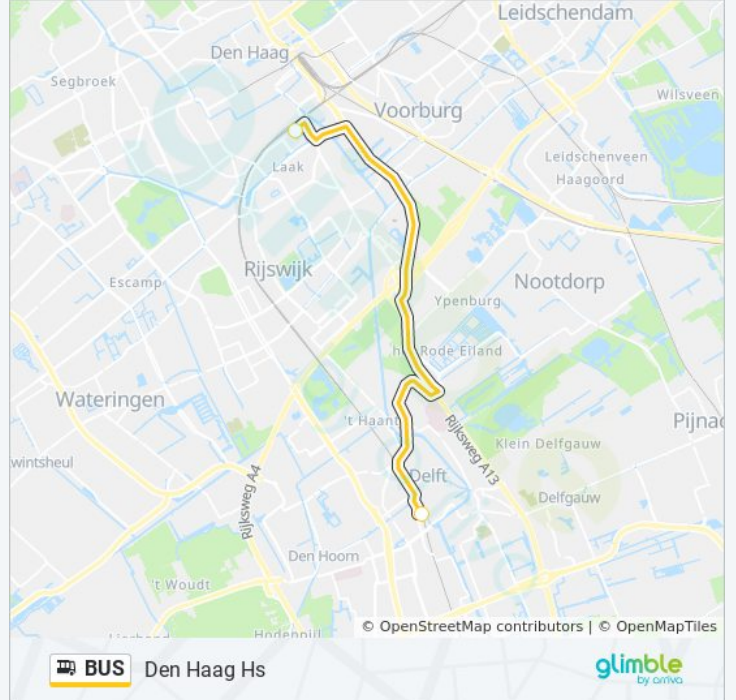 Leidschendam
Den Haag
Segbroek
Wilsveen
Voorburg
Leidschenveen
Haagoord
Laak
Rijswijk
Escamp
Nootdorp
Ypenburg
Rode Eiland
Wateringen
't Haant
Rijksweg A13
Pijnac
Klein Delfgauw
wintsheul
Rijksweg A4
Delft
Delfgauw
Den Hoorn
't Woudt
© OpenStreetMap contributors | © OpenMapTiles
BUS Den Haag Hs
glimble
by arriva